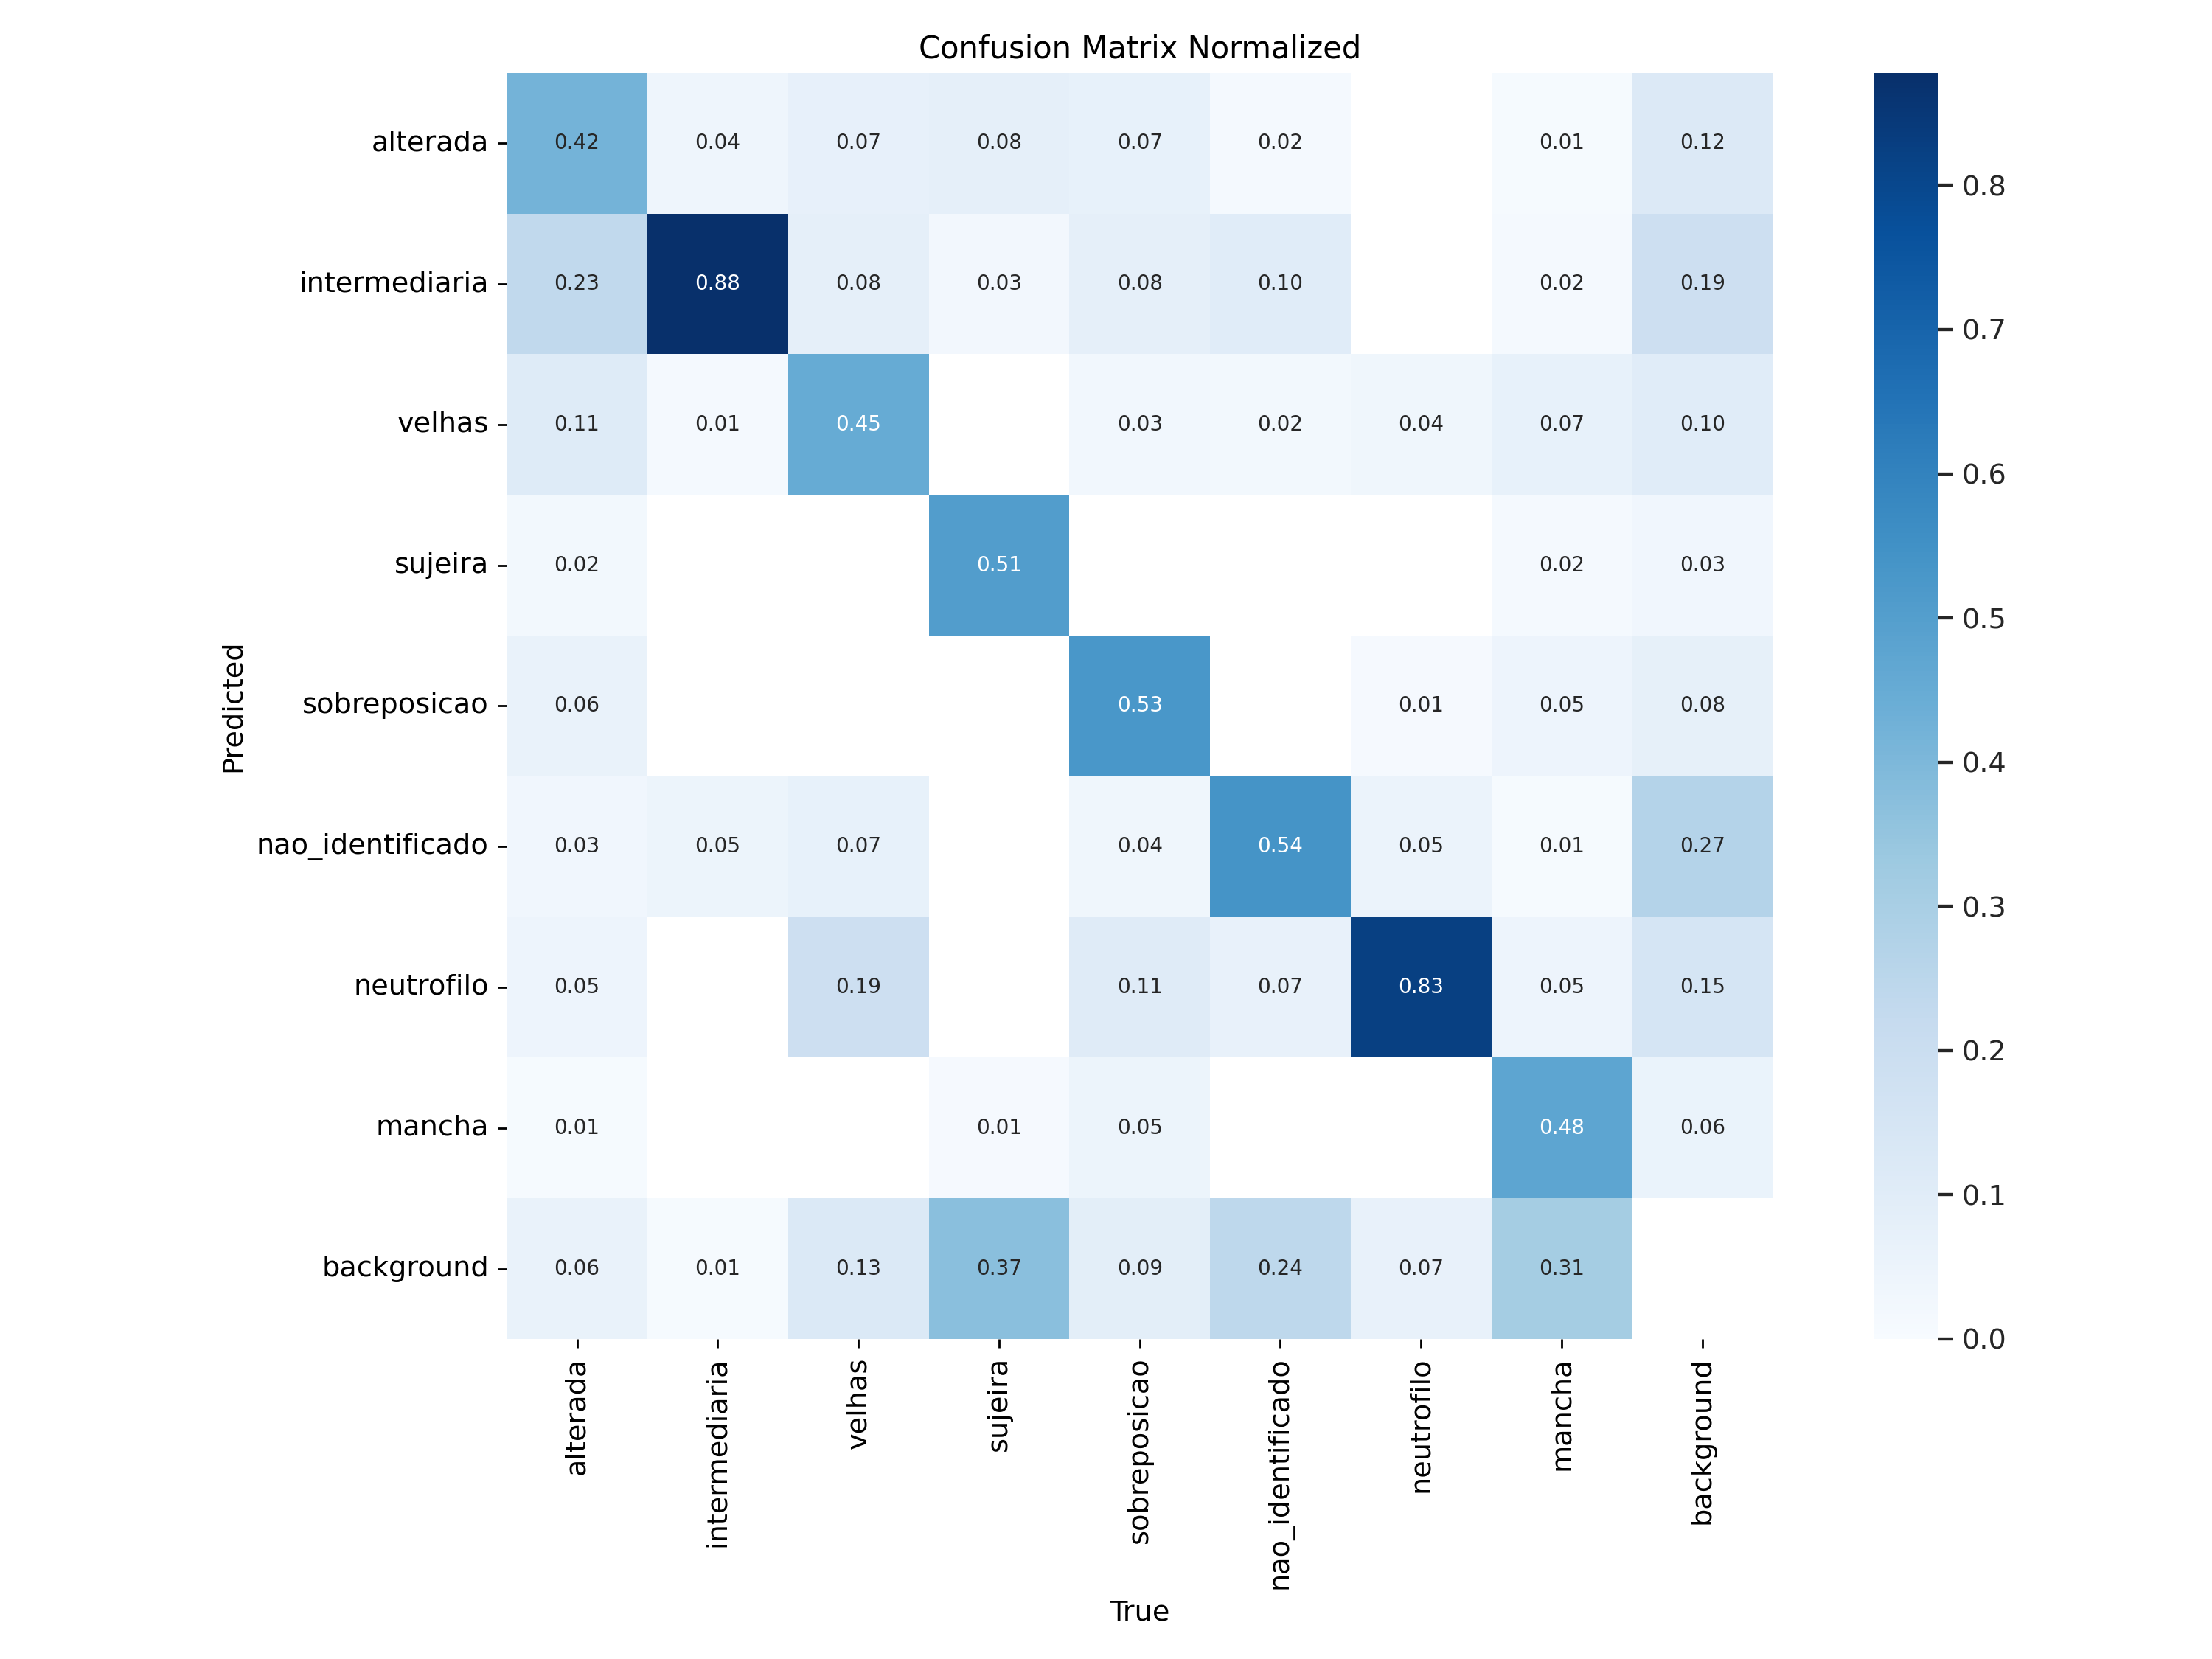 Confusion Matrix Normalized
alterada 0.42 0.04 0.07 0.08 0.07 0.02 0.01 0.12
intermediaria 0.23 0.88 0.08 0.03 0.08 0.10 0.02 0.19
velhas 0.11 0.01 0.45 0.03 0.02 0.04 0.07 0.10
sujeira 0.02 0.51 0.02 0.03
sobreposicao 0.06 0.53 0.01 0.05 0.08
nao_identificado 0.03 0.05 0.07 0.04 0.54 0.05 0.01 0.27
neutrofilo 0.05 0.19 0.11 0.07 0.83 0.05 0.15
mancha 0.01 0.01 0.05 0.48 0.06
background 0.06 0.01 0.13 0.37 0.09 0.24 0.07 0.31
Predicted
alterada intermediaria velhas sujeira sobreposicao nao_identificado neutrofilo mancha background
True
0.8
0.7
0.6
0.5
0.4
0.3
0.2
0.1
0.0